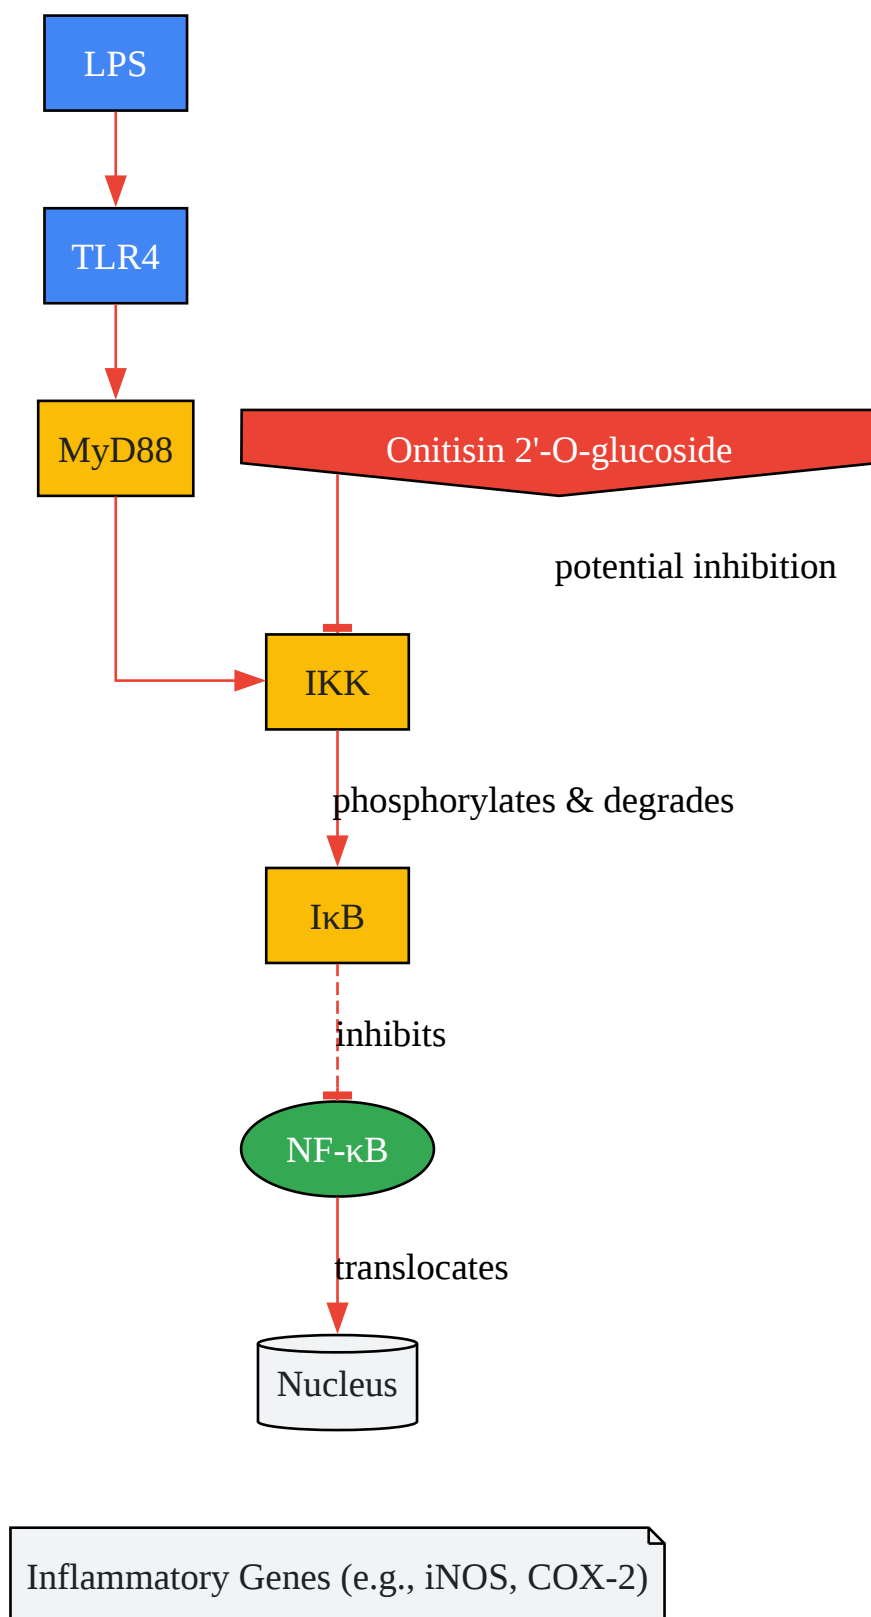 LPS
TLR4
MyD88
Onitisin 2'-O-glucoside
potential inhibition
IKK
phosphorylates & degrades
IκB
inhibits
NF-κB
translocates
Nucleus
Inflammatory Genes (e.g., iNOS, COX-2)